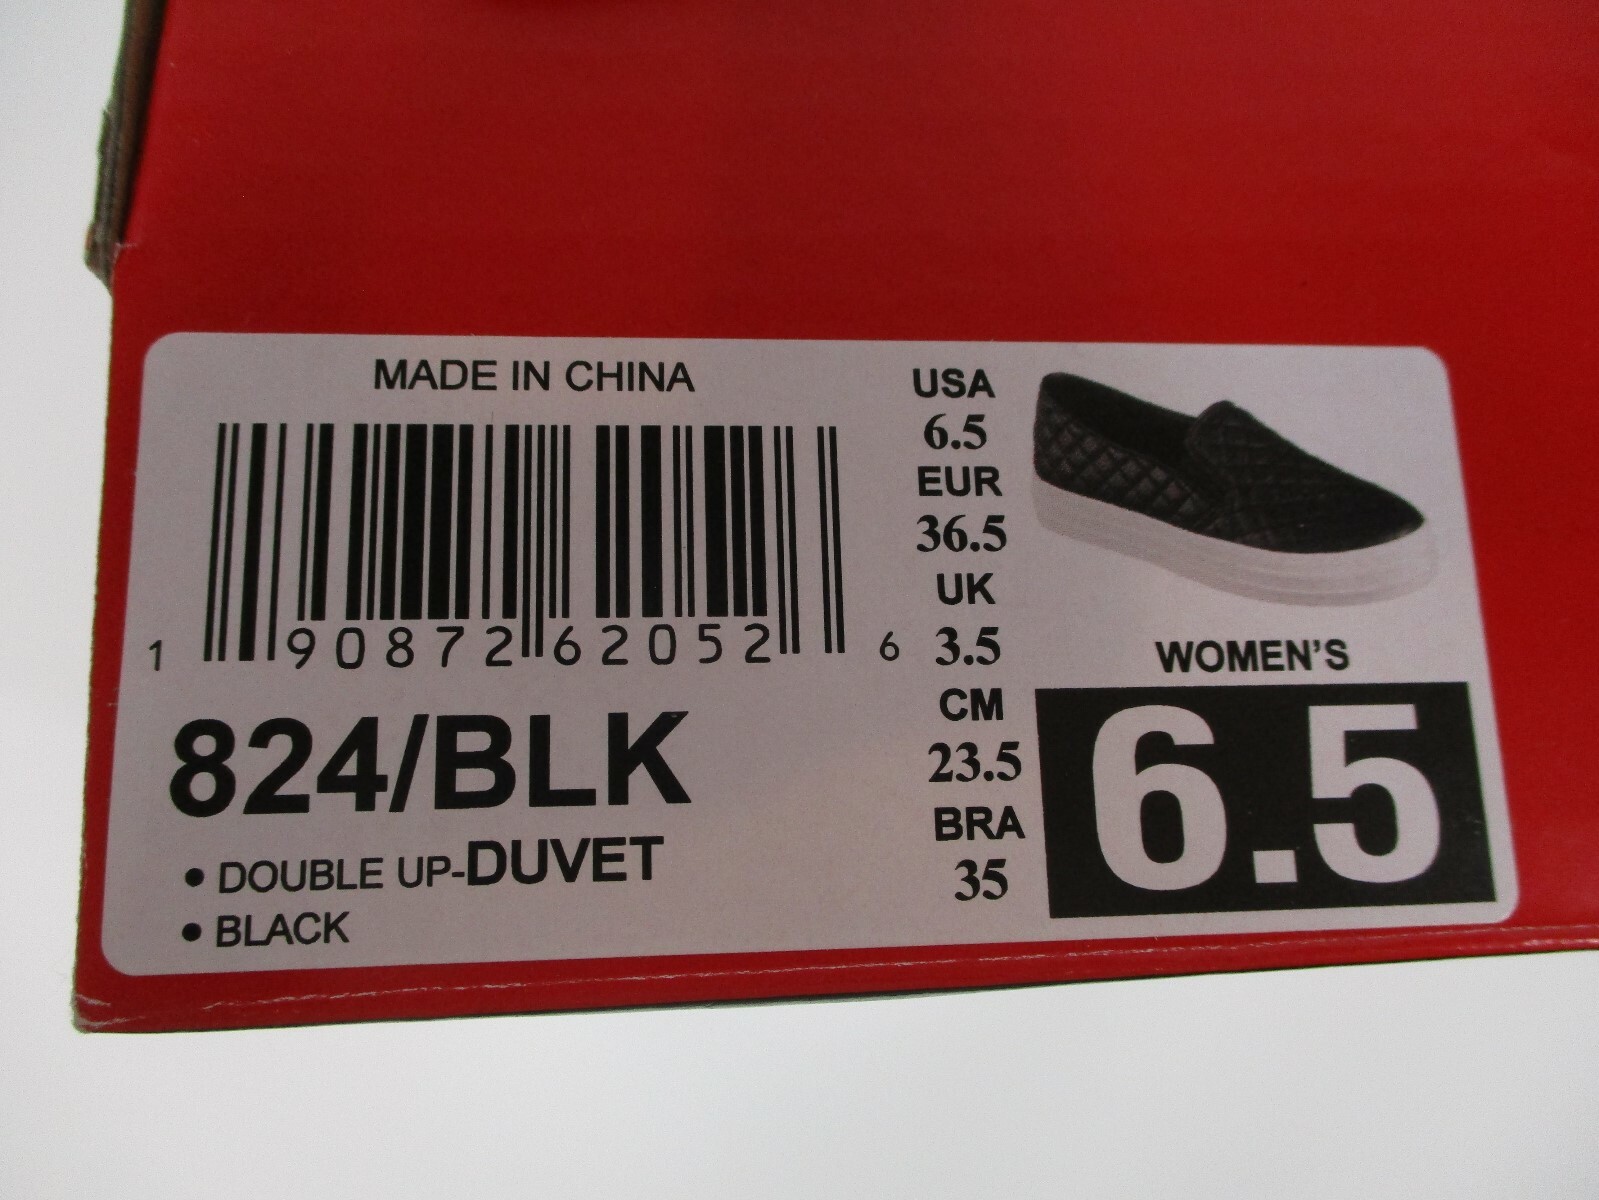 MADE IN CHINA
1 90872 62052 6
824/BLK
• DOUBLE UP-DUVET
• BLACK
USA
6.5
EUR
36.5
UK
3.5
CM
23.5
BRA
35
WOMEN'S
6.5